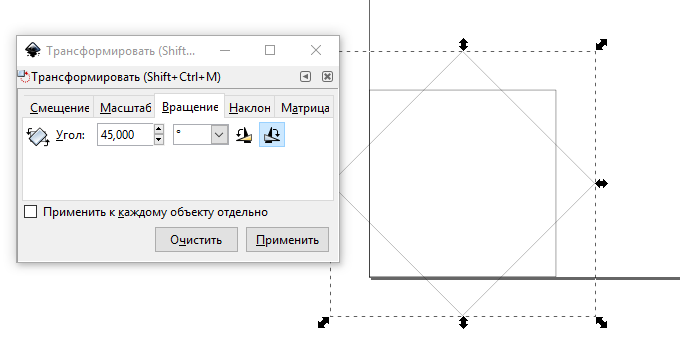 Трансформировать (Shift...
Трансформировать (Shift+Ctrl+M)
Смещение Масштаб Вращение Наклон Матрица
Угол: 45,000 °
Применить к каждому объекту отдельно
Очистить Применить